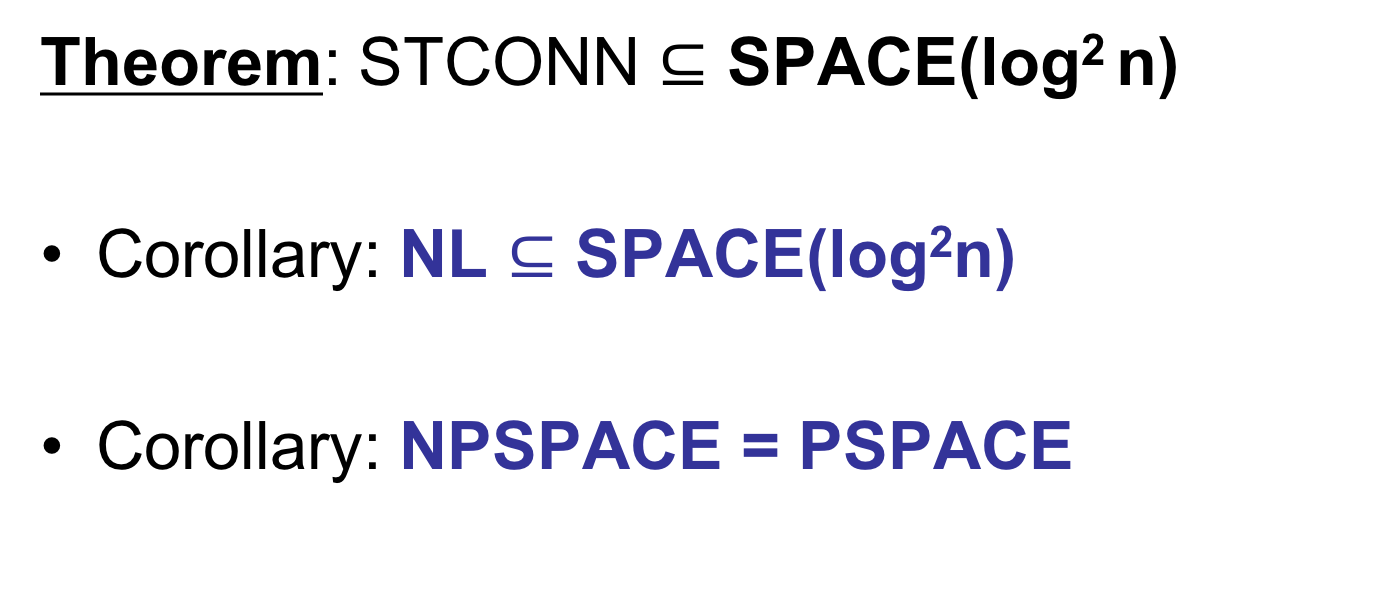 Theorem: STCONN ⊆ SPACE(log² n)
• Corollary: NL ⊆ SPACE(log²n)
• Corollary: NPSPACE = PSPACE